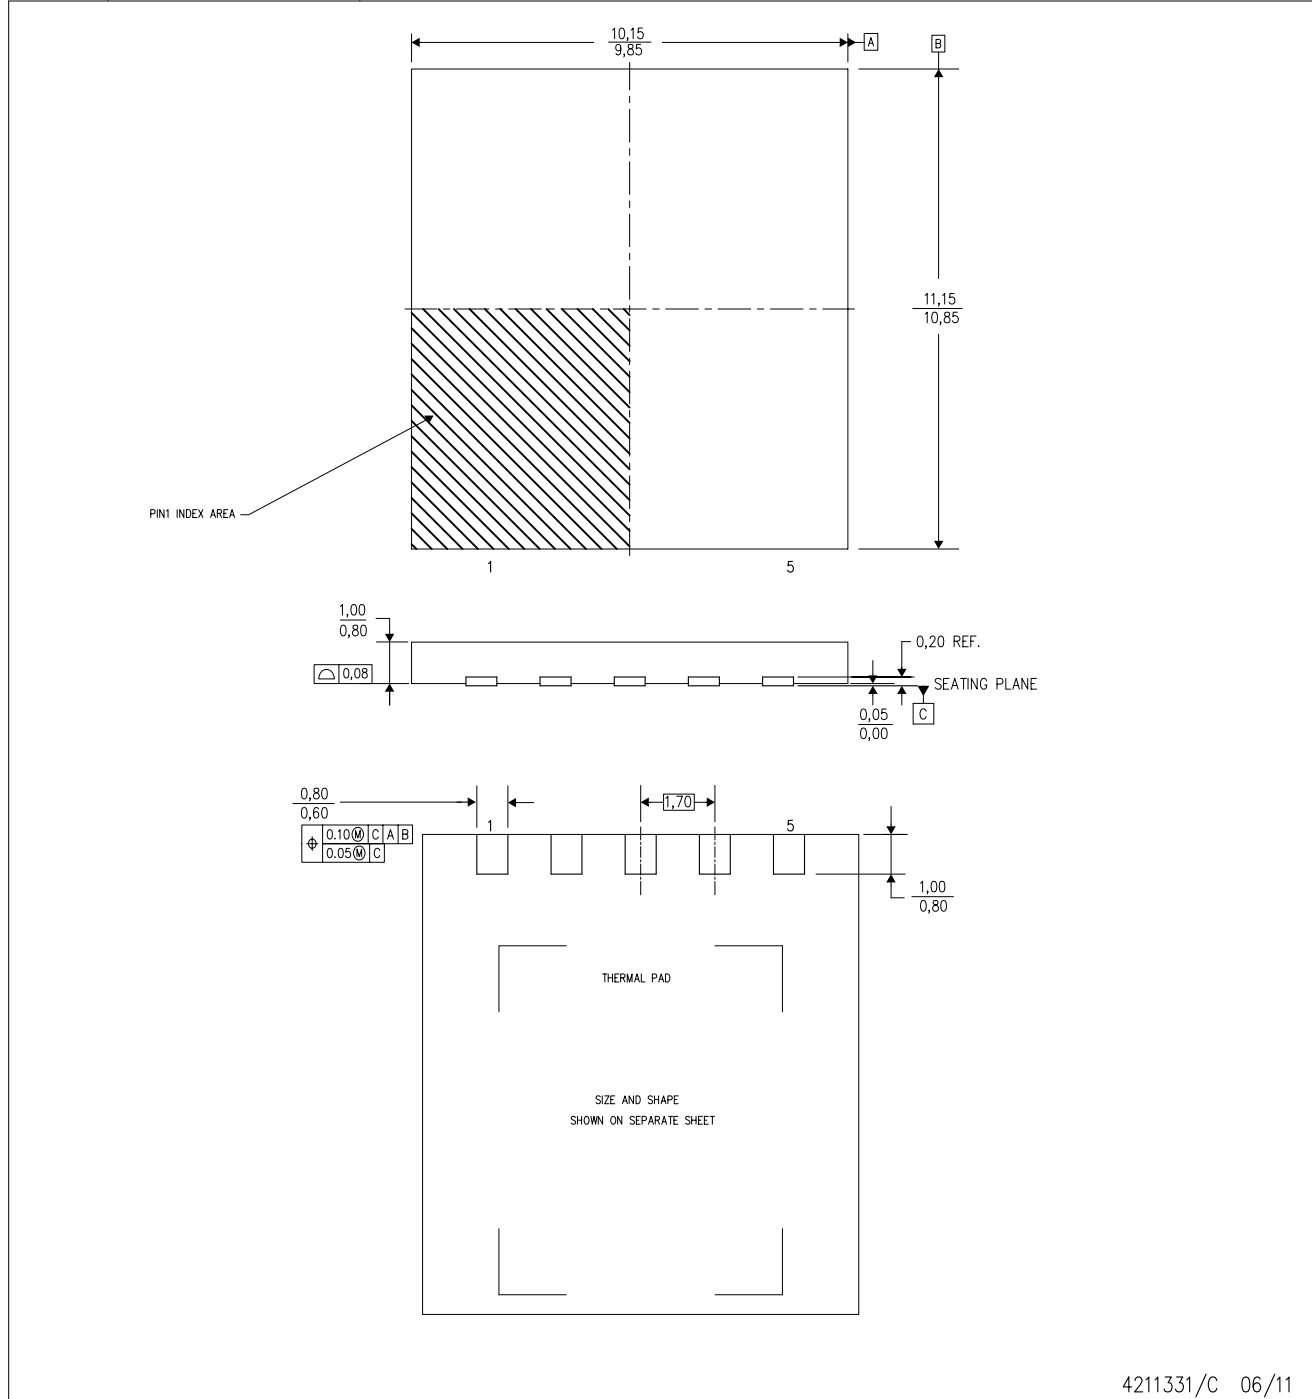 10,15
9,85
A
B
11,15
10,85
PIN1 INDEX AREA
1
5
1,00
0,80
0,08
0,20 REF.
SEATING PLANE
C
0,05
0,00
0,80
0,60
0.10Ⓜ C A B
0.05Ⓜ C
1,70
1
5
1,00
0,80
THERMAL PAD
SIZE AND SHAPE
SHOWN ON SEPARATE SHEET
4211331/C 06/11